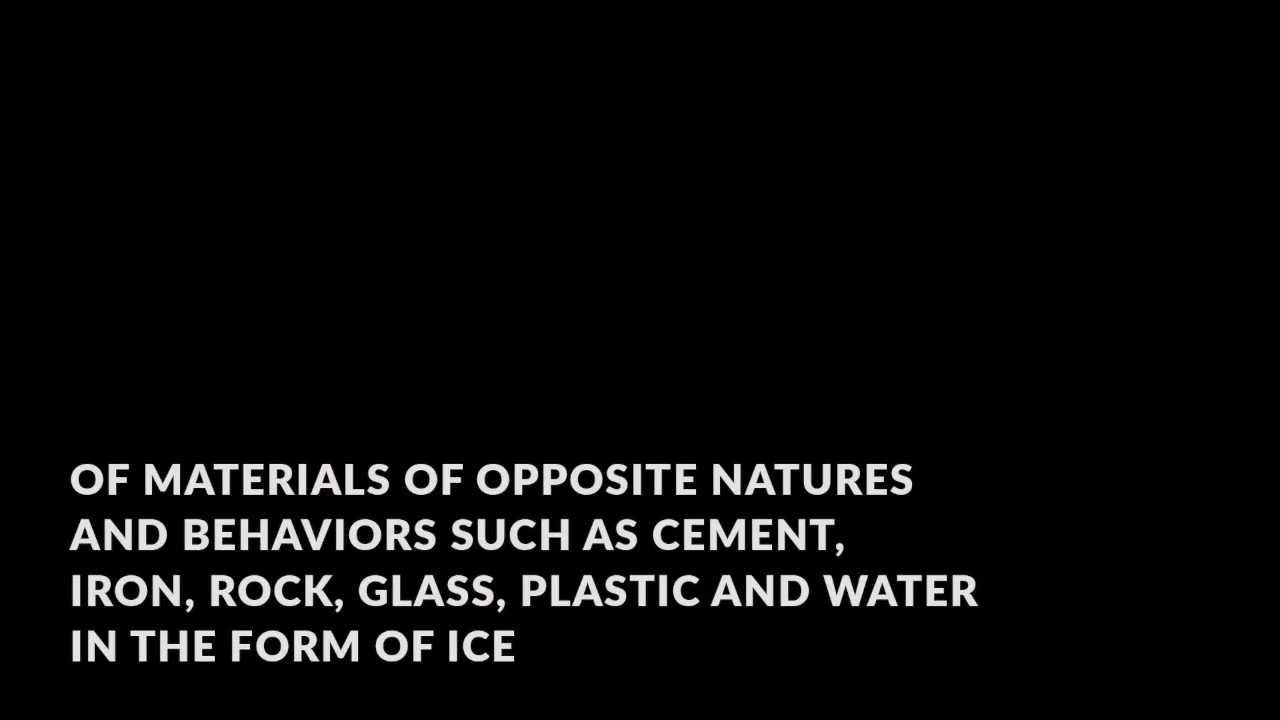 OF MATERIALS OF OPPOSITE NATURES
AND BEHAVIORS SUCH AS CEMENT,
IRON, ROCK, GLASS, PLASTIC AND WATER
IN THE FORM OF ICE